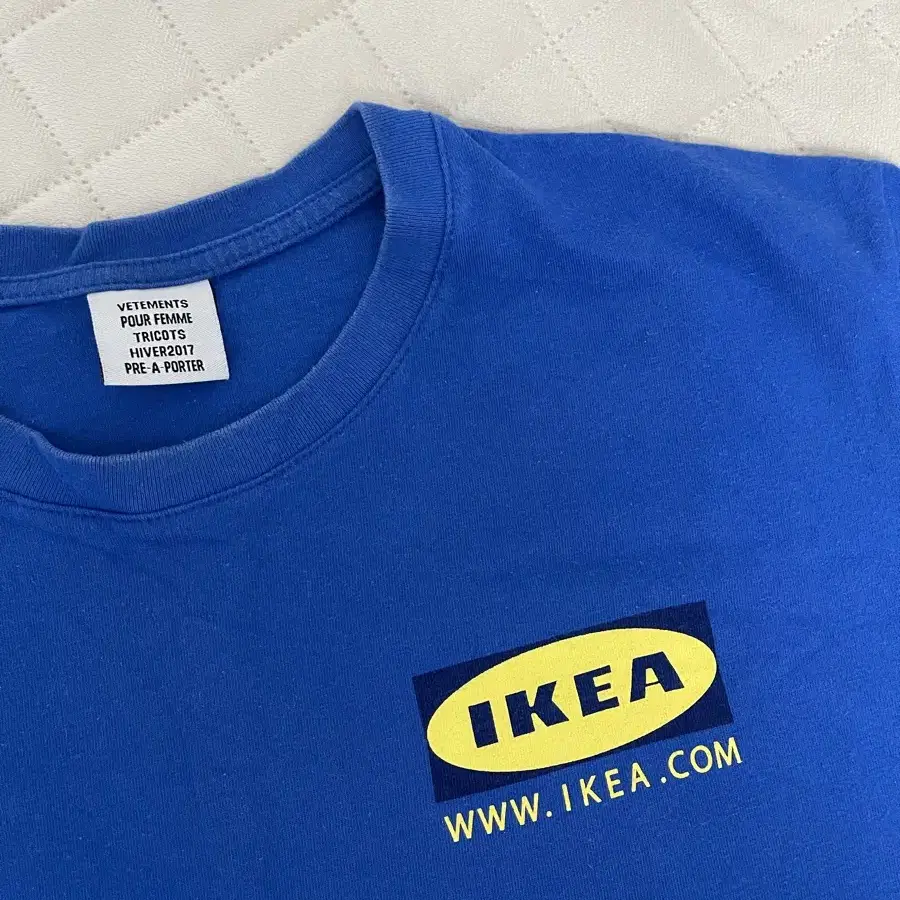 VETEMENTS
POUR FEMME
TRICOTS
HIVER2017
PRE-A-PORTER
IKEA
WWW.IKEA.COM